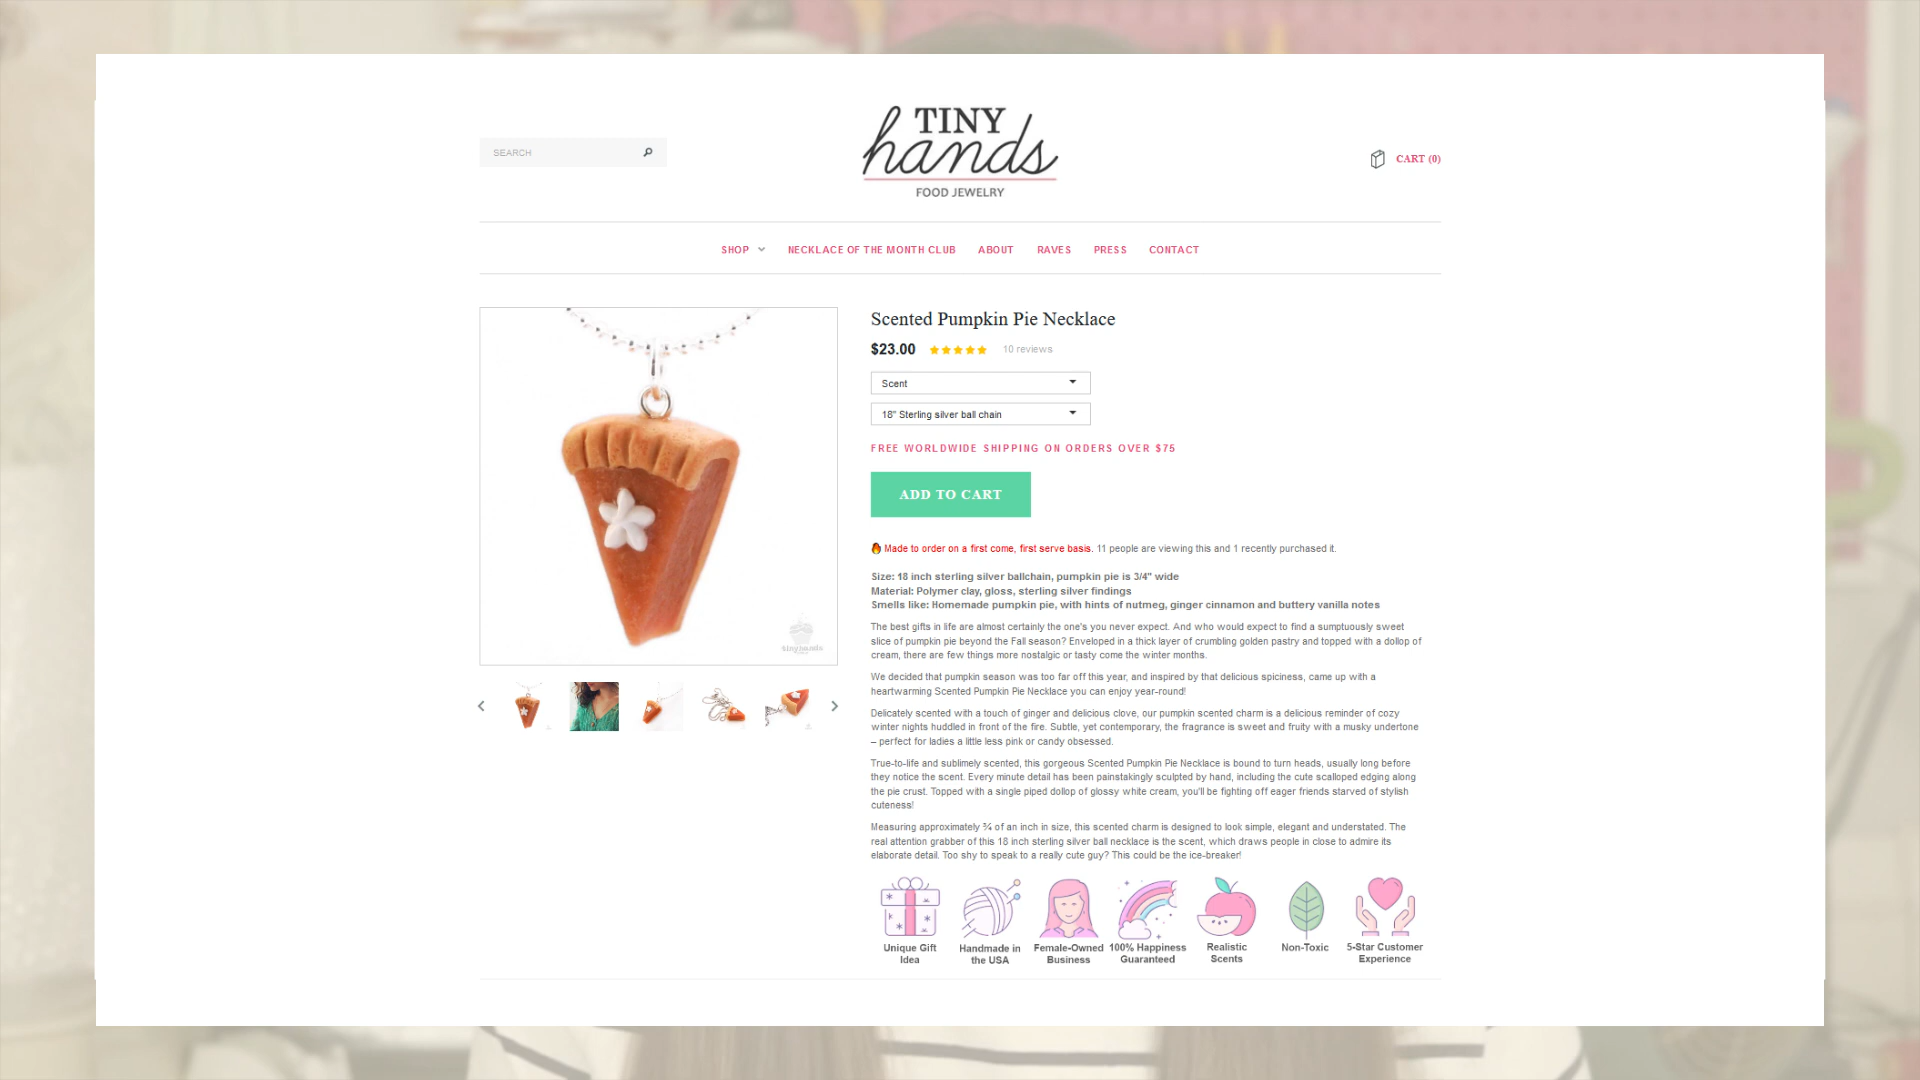 SEARCH
TINY
hands
FOOD JEWELRY
CART (0)
SHOP
NECKLACE OF THE MONTH CLUB
ABOUT
RAVES
PRESS
CONTACT
Scented Pumpkin Pie Necklace
$23.00
10 reviews
Scent
18" Sterling silver ball chain
FREE WORLDWIDE SHIPPING ON ORDERS OVER $75
ADD TO CART
Made to order on a first come, first serve basis. 11 people are viewing this and 1 recently purchased it.
Size: 18 inch sterling silver ballchain, pumpkin pie is 3/4" wide
Material: Polymer clay, gloss, sterling silver findings
Smells like: Homemade pumpkin pie, with hints of nutmeg, ginger cinnamon and buttery vanilla notes
The best gifts in life are almost certainly the one's you never expect. And who would expect to find a sumptuously sweet
slice of pumpkin pie beyond the Fall season? Enveloped in a thick layer of crumbling golden pastry and topped with a dollop of
cream, there are few things more nostalgic or tasty come the winter months.
We decided that pumpkin season was too far off this year, and inspired by that delicious spiciness, came up with a
heartwarming Scented Pumpkin Pie Necklace you can enjoy year-round!
Delicately scented with a touch of ginger and delicious clove, our pumpkin scented charm is a delicious reminder of cozy
winter nights huddled in front of the fire. Subtle, yet contemporary, the fragrance is sweet and fruity with a musky undertone
– perfect for ladies a little less pink or candy obsessed.
True-to-life and sublimely scented, this gorgeous Scented Pumpkin Pie Necklace is bound to turn heads, usually long before
they notice the scent. Every minute detail has been painstakingly sculpted by hand, including the cute scalloped edging along
the pie crust. Topped with a single piped dollop of glossy white cream, you'll be fighting off eager friends starved of stylish
cuteness!
Measuring approximately ¾ of an inch in size, this scented charm is designed to look simple, elegant and understated. The
real attention grabber of this 18 inch sterling silver ball necklace is the scent, which draws people in close to admire its
elaborate detail. Too shy to speak to a really cute guy? This could be the ice-breaker!
tinyhands
Unique Gift
Idea
Handmade in
the USA
Female-Owned
Business
100% Happiness
Guaranteed
Realistic
Scents
Non-Toxic
5-Star Customer
Experience